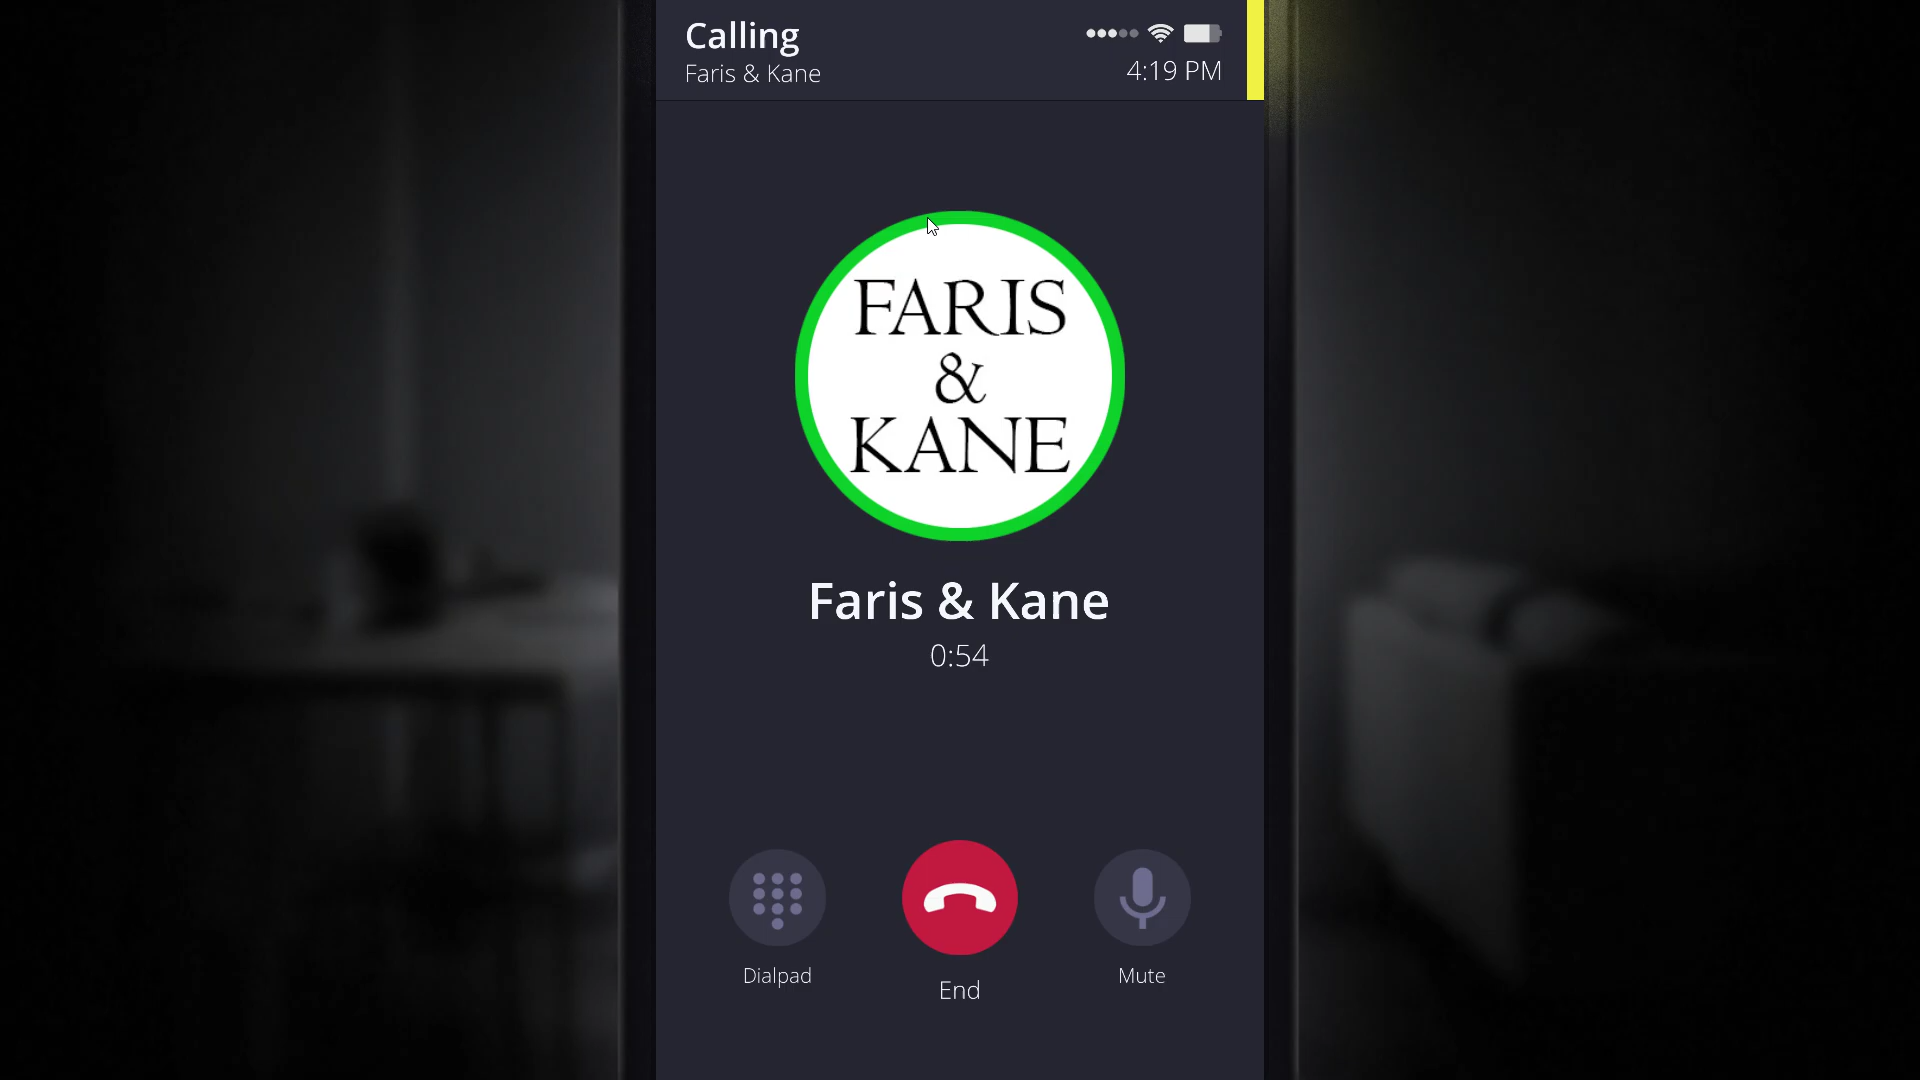 Calling
Faris & Kane
4:19 PM
FARIS
&
KANE
Faris & Kane
0:54
Dialpad
End
Mute